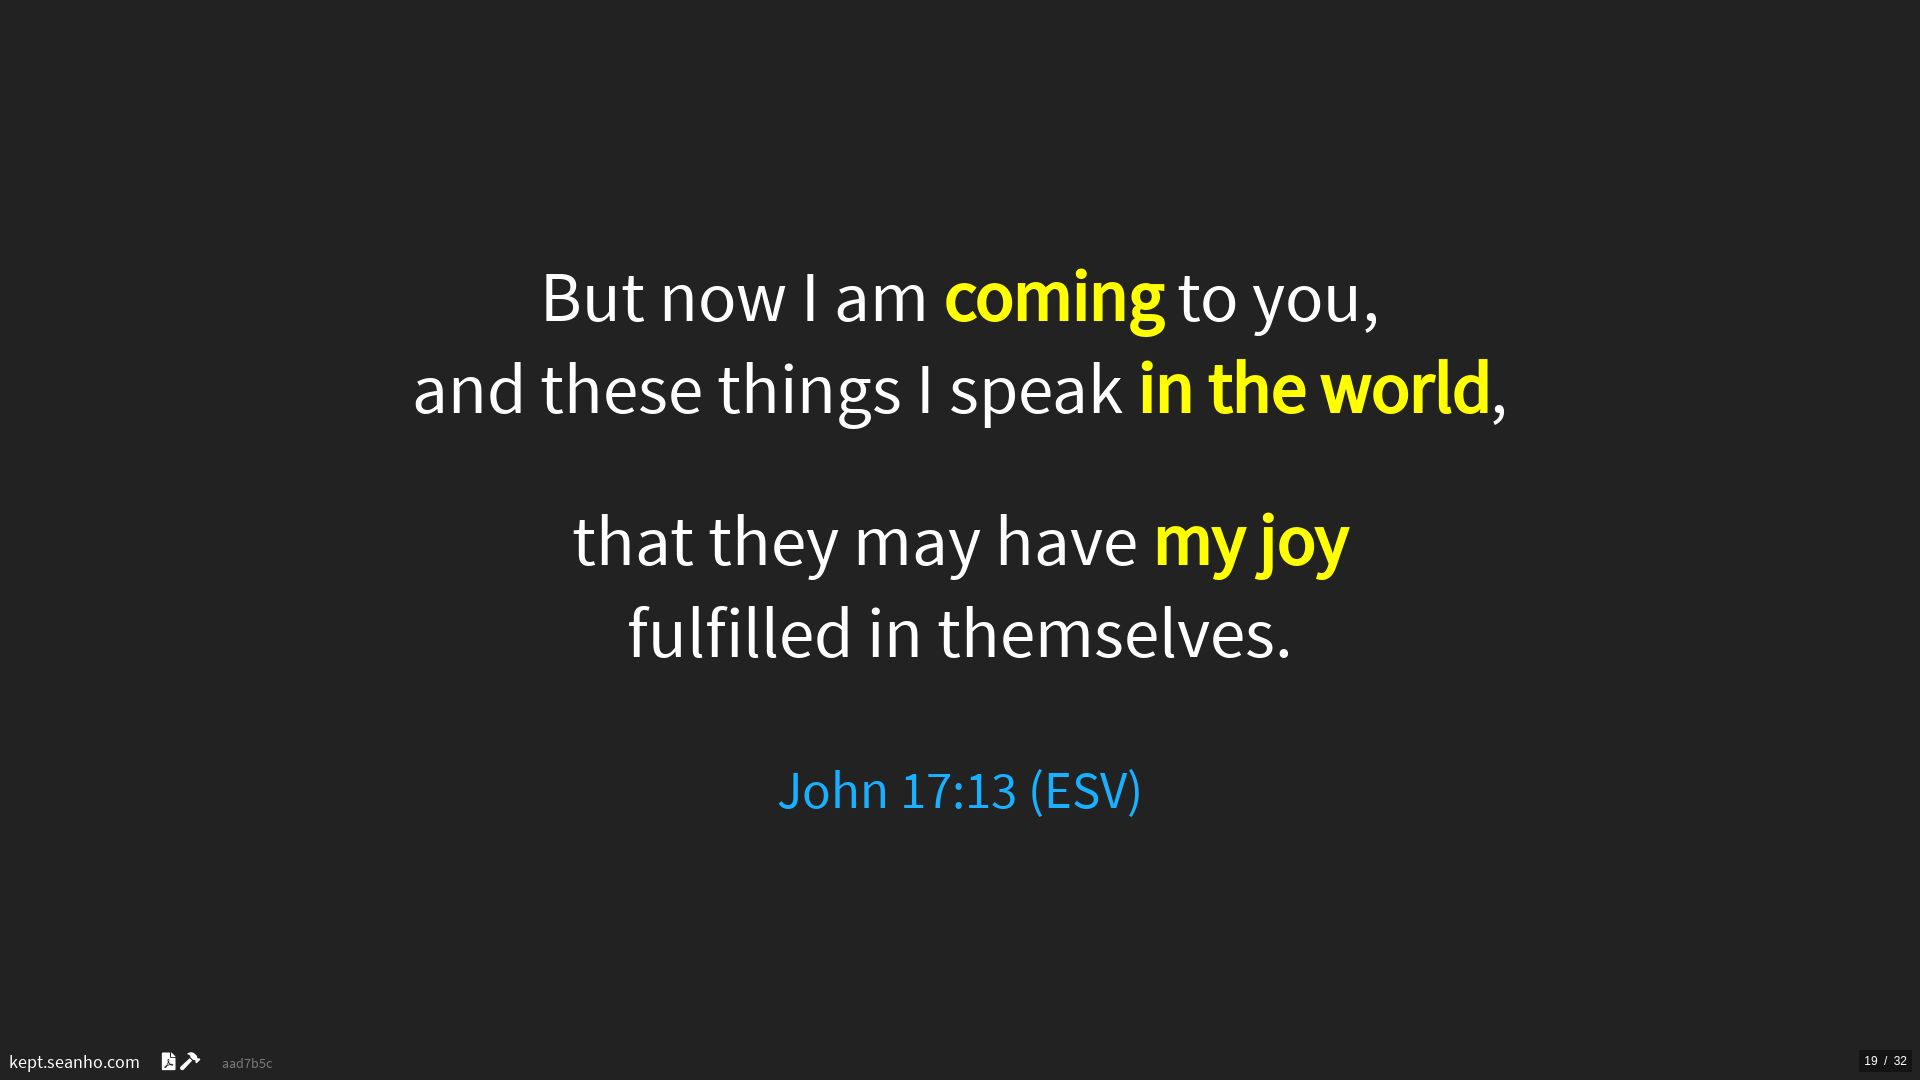 But now I am coming to you,
and these things I speak in the world,
that they may have my joy
fulfilled in themselves.
John 17:13 (ESV)
kept.seanho.com aad7b5c
19 / 32